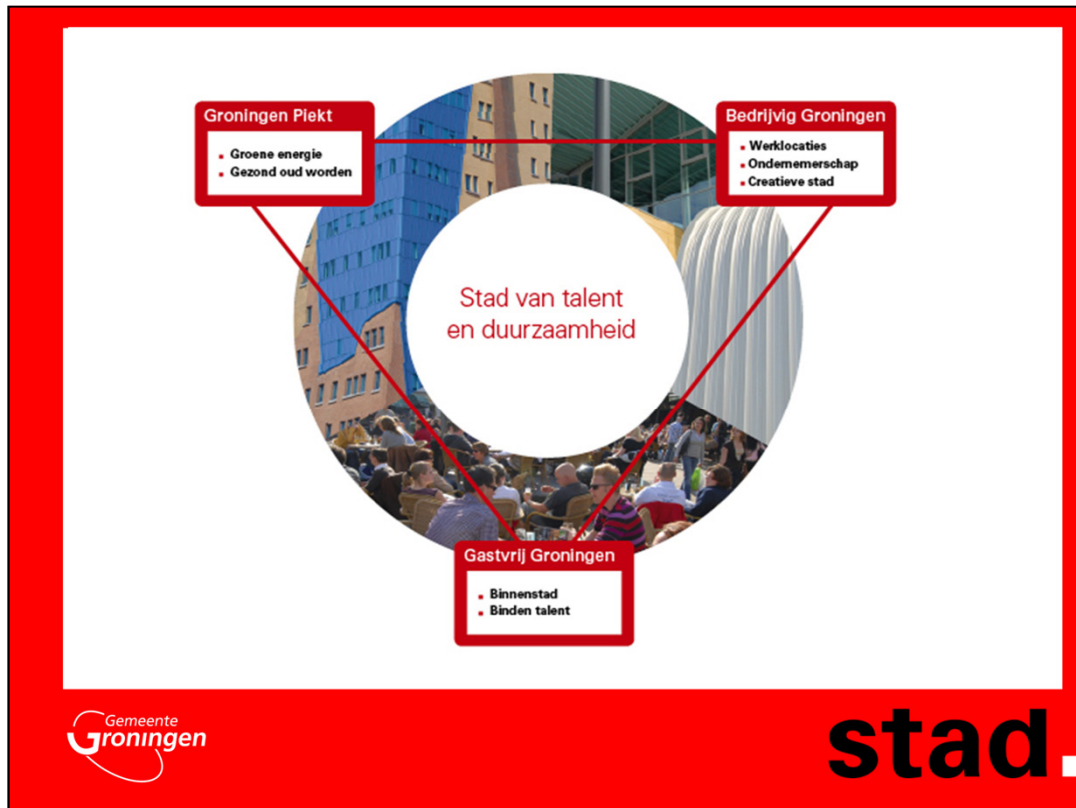 Groningen Piekt
Groene energie
Gezond oud worden
Bedrijvig Groningen
Werklocaties
Ondernemerschap
Creatieve stad
Stad van talent
en duurzaamheid
Gastvrij Groningen
Binnenstad
Binden talent
Gemeente
Groningen
stad.